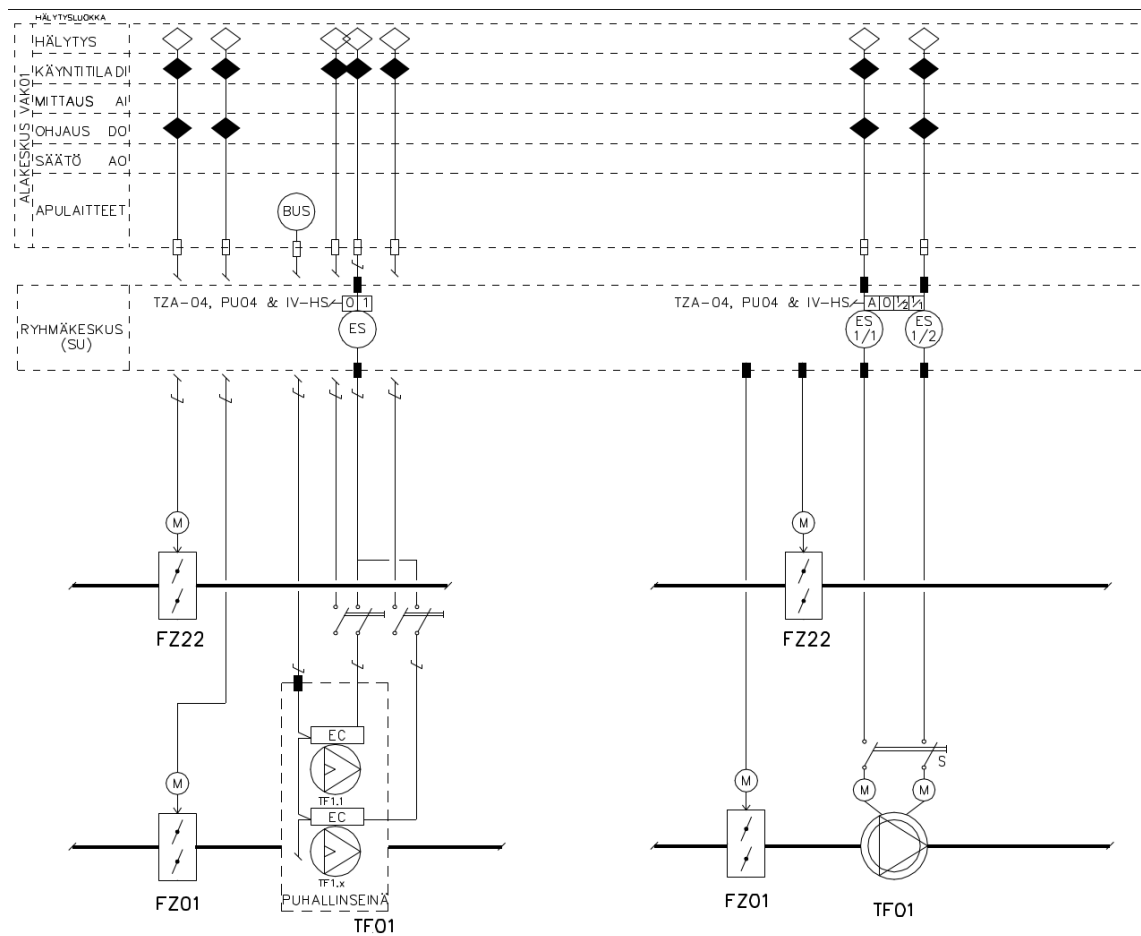 HÄLYTYSLUOKKA
ALAKESKUS VAK01
HÄLYTYS
KÄYNTITILA DI
MITTAUS AI
OHJAUS DO
SÄÄTÖ AO
APULAITTEET
BUS
RYHMÄKESKUS
(SU)
TZA-04, PU04 & IV-HS
0 1
ES
TZA-04, PU04 & IV-HS
A 0 1/2 1/1
ES
1/1
ES
1/2
M
FZ22
M
FZ22
M
FZ01
EC
TF1.1
EC
TF1.x
PUHALLINSEINÄ
TF01
S
M
M
M
FZ01
TF01